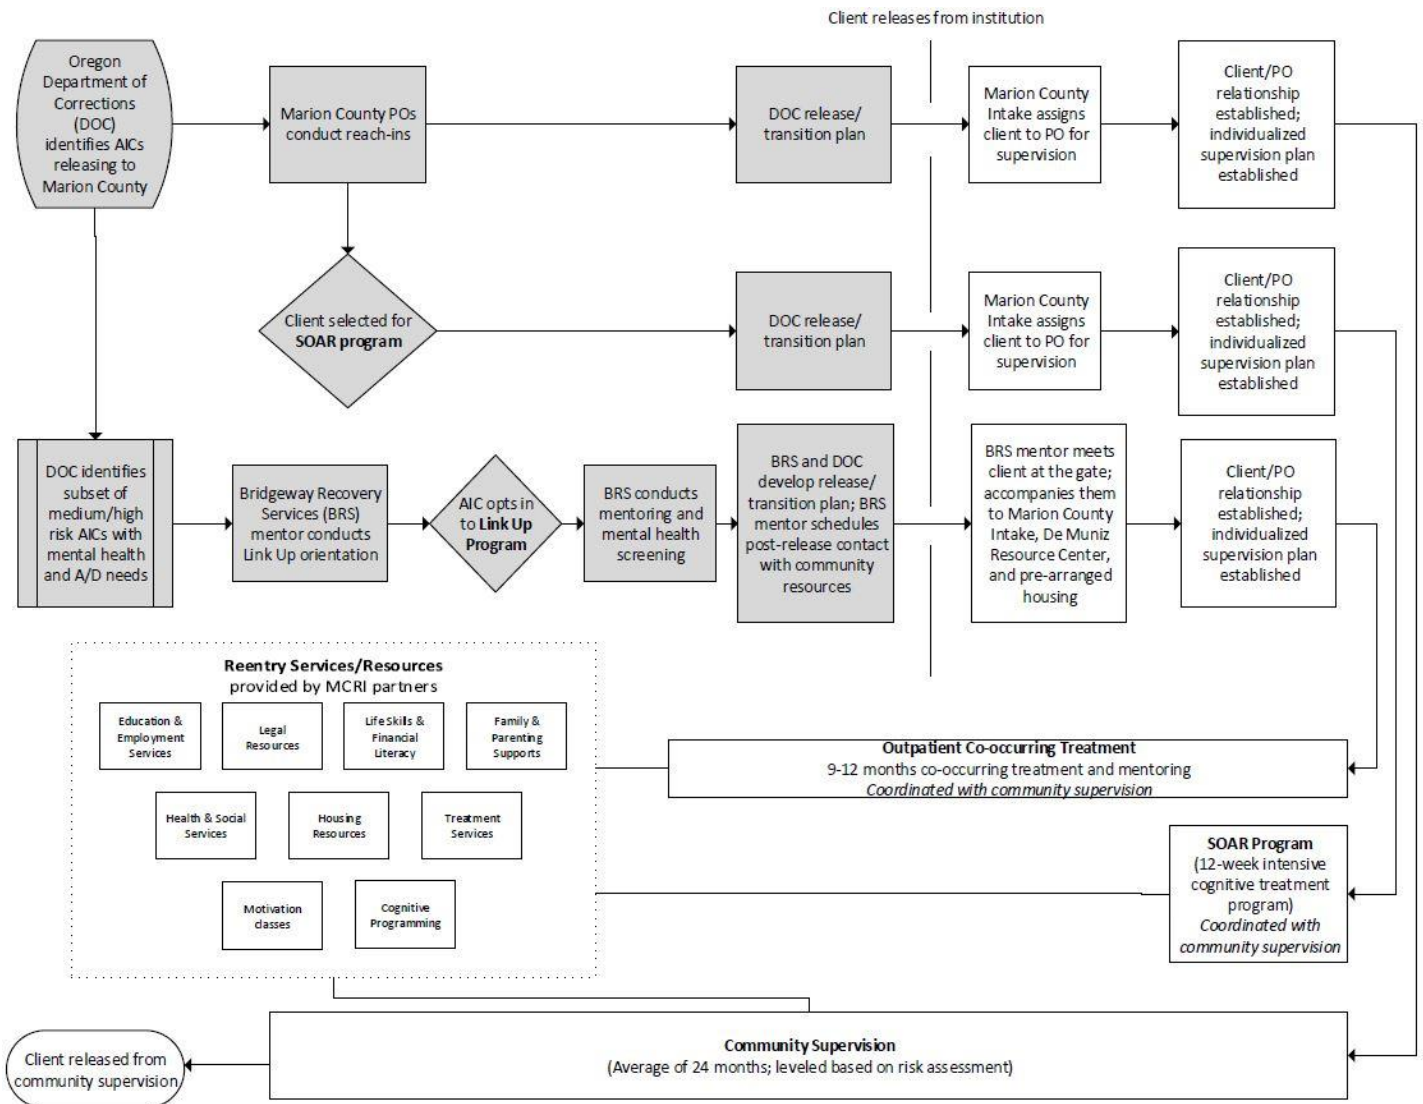 Client releases from institution
Oregon
Department of
Corrections
(DOC)
identifies AICs
releasing to
Marion County
Marion County POs
conduct reach-ins
DOC release/
transition plan
Marion County
Intake assigns
client to PO for
supervision
Client/PO
relationship
established;
individualized
supervision plan
established
Client selected for
SOAR program
DOC release/
transition plan
Marion County
Intake assigns
client to PO for
supervision
Client/PO
relationship
established;
individualized
supervision plan
established
DOC identifies
subset of
medium/high
risk AICs with
mental health
and A/D needs
Bridgeway Recovery
Services (BRS)
mentor conducts
Link Up orientation
AIC opts in
to Link Up
Program
BRS conducts
mentoring and
mental health
screening
BRS and DOC
develop release/
transition plan; BRS
mentor schedules
post-release contact
with community
resources
BRS mentor meets
client at the gate;
accompanies them
to Marion County
Intake, De Muniz
Resource Center,
and pre-arranged
housing
Client/PO
relationship
established;
individualized
supervision plan
established
Reentry Services/Resources
provided by MCRI partners
Education &
Employment
Services
Legal
Resources
Life Skills &
Financial
Literacy
Family &
Parenting
Supports
Health & Social
Services
Housing
Resources
Treatment
Services
Motivation
classes
Cognitive
Programming
Outpatient Co-occurring Treatment
9-12 months co-occurring treatment and mentoring
Coordinated with community supervision
SOAR Program
(12-week intensive
cognitive treatment
program)
Coordinated with
community supervision
Community Supervision
(Average of 24 months; leveled based on risk assessment)
Client released from
community supervision